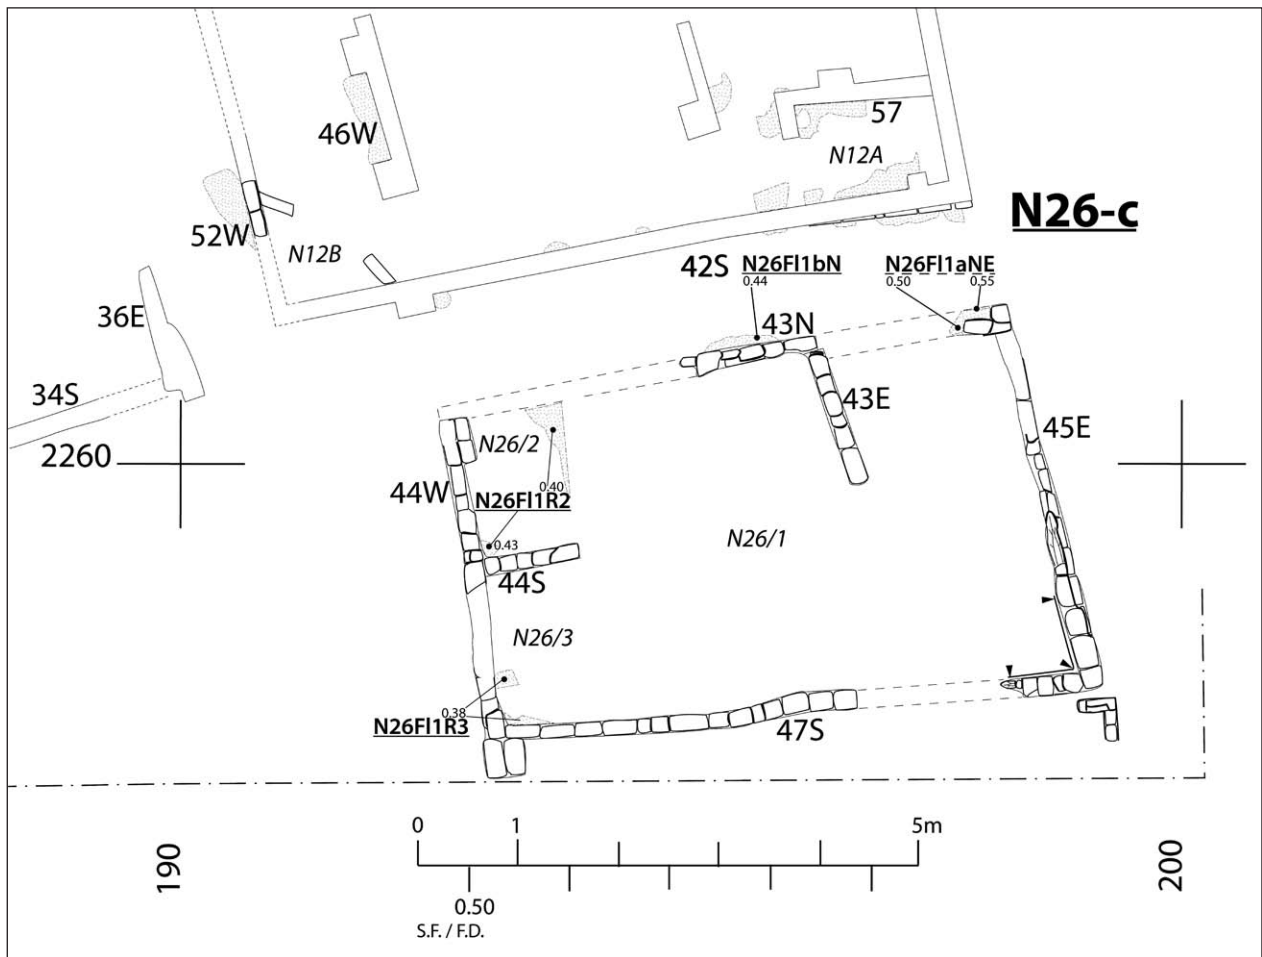 57
46W
N12A
N26-c
52W
N12B
42S
N26Fl1bN
0.44
N26Fl1aNE
0.50
0.55
36E
43N
34S
43E
45E
N26/2
2260
44W
0.40
N26Fl1R2
0.43
N26/1
44S
N26/3
0.38
N26Fl1R3
47S
0
1
5m
190
200
0.50
S.F. / F.D.